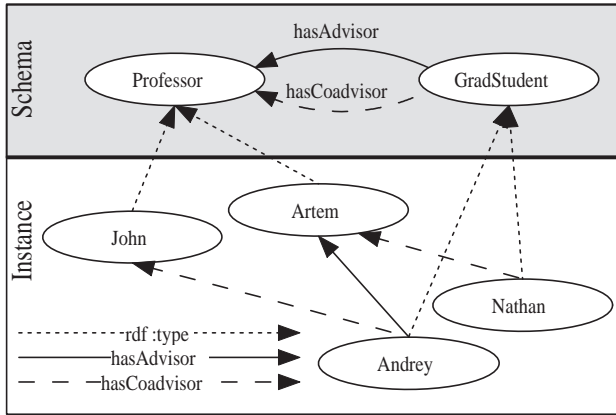 Schema
hasAdvisor
Professor
GradStudent
hasCoadvisor
Instance
Artem
John
Nathan
rdf :type
hasAdvisor
Andrey
hasCoadvisor